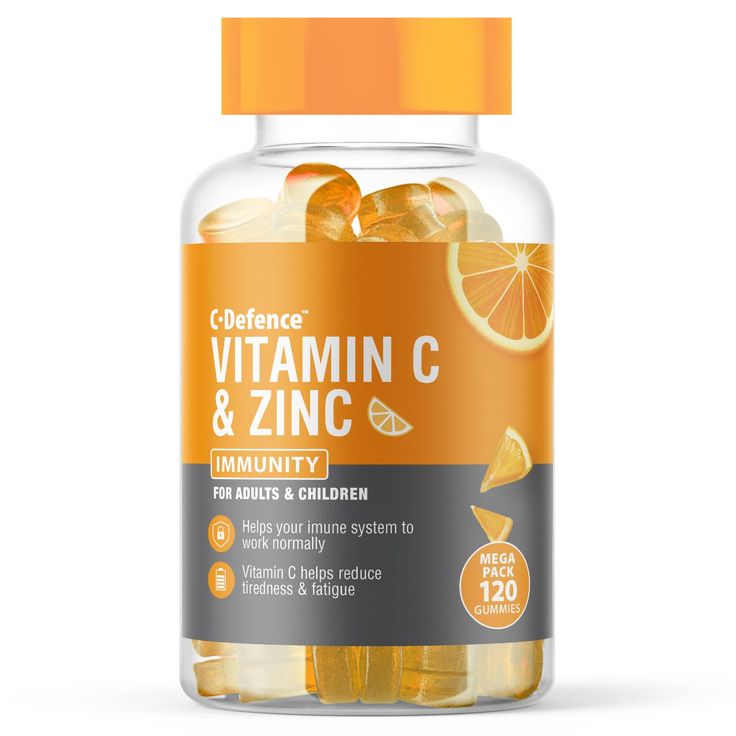 C•Defence™
VITAMIN C
& ZINC
IMMUNITY
FOR ADULTS & CHILDREN
Helps your imune system to
work normally
Vitamin C helps reduce
tiredness & fatigue
MEGA
PACK
120
GUMMIES